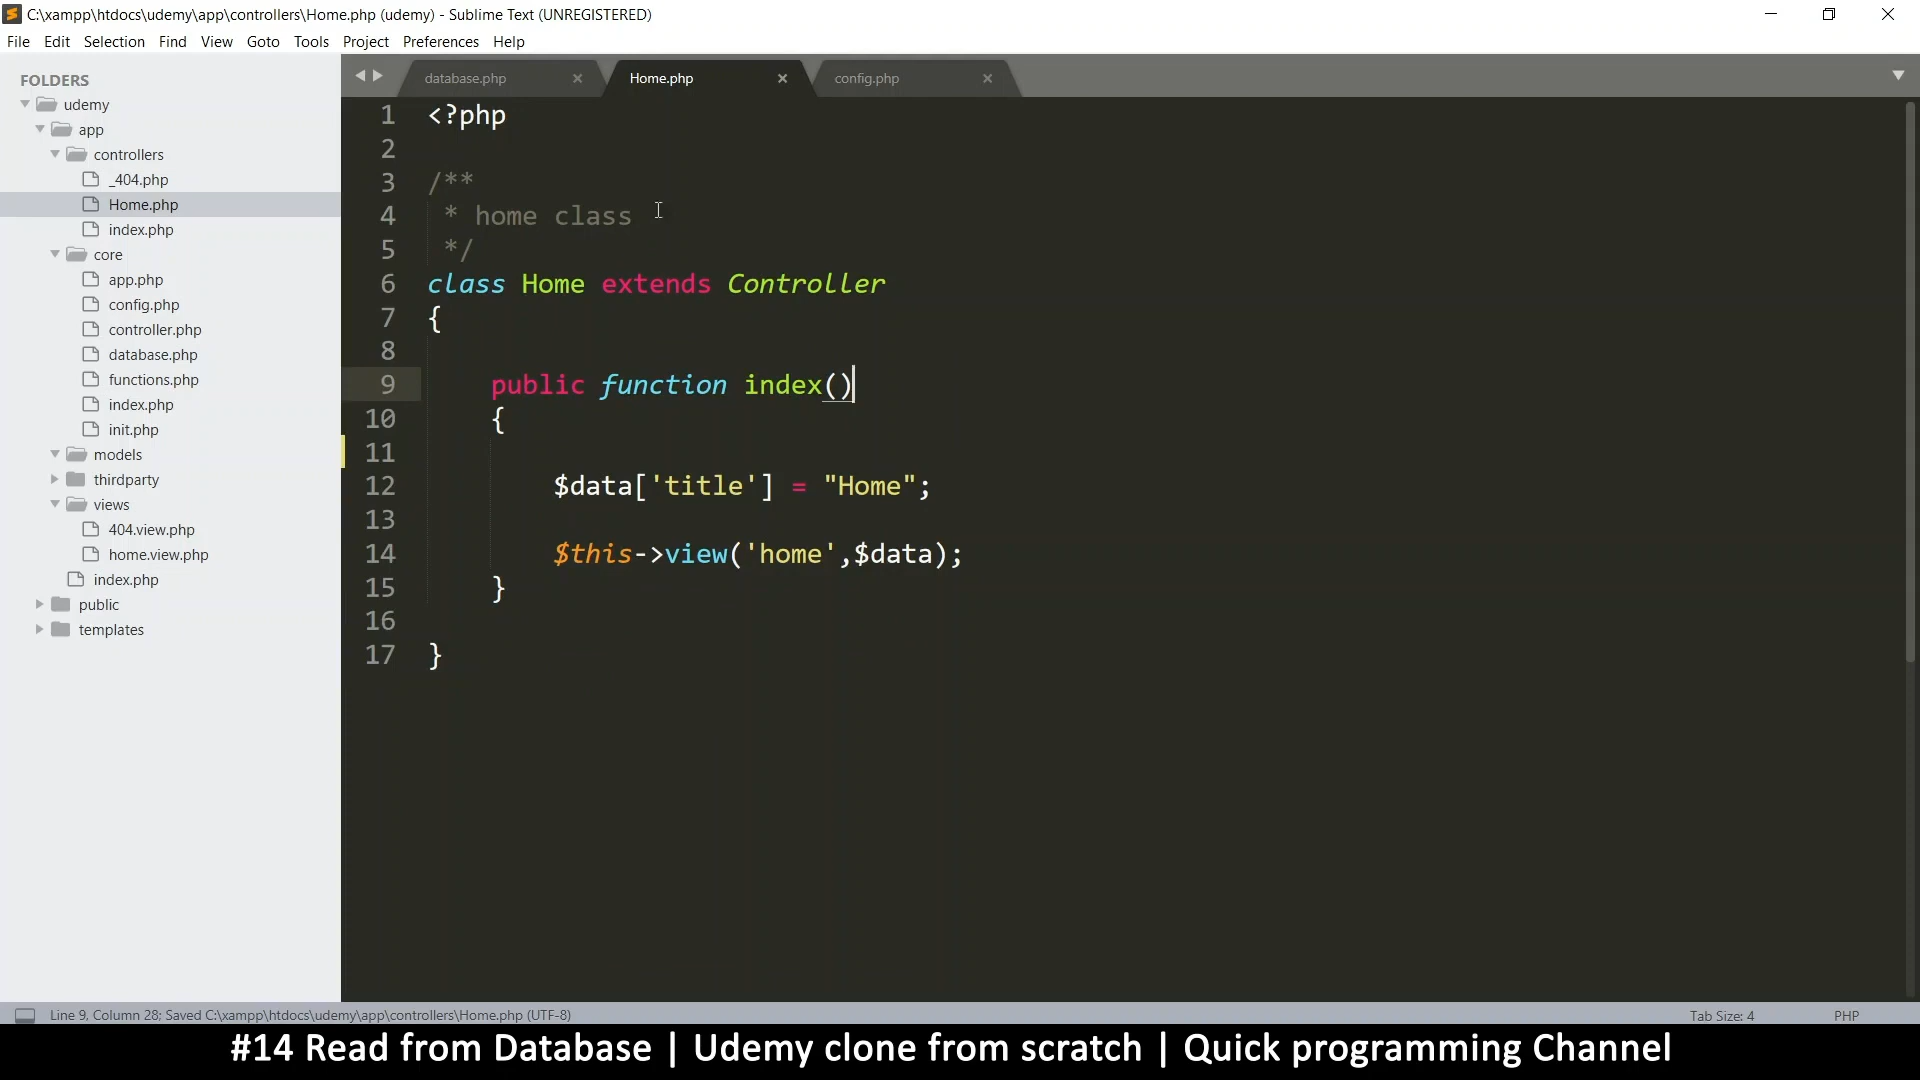 C:\xampp\htdocs\udemy\app\controllers\Home.php (udemy) - Sublime Text (UNREGISTERED)
File Edit Selection Find View Goto Tools Project Preferences Help
FOLDERS
udemy
app
controllers
_404.php
Home.php
index.php
core
app.php
config.php
controller.php
database.php
functions.php
index.php
init.php
models
thirdparty
views
404.view.php
home.view.php
index.php
public
templates
database.php Home.php config.php
1 <?php
2
3 /**
4 * home class
5 */
6 class Home extends Controller
7 {
8
9 public function index()
10 {
11
12 $data['title'] = "Home";
13
14 $this->view('home',$data);
15 }
16
17 }
Line 9, Column 28; Saved C:\xampp\htdocs\udemy\app\controllers\Home.php (UTF-8) Tab Size: 4 PHP
#14 Read from Database | Udemy clone from scratch | Quick programming Channel